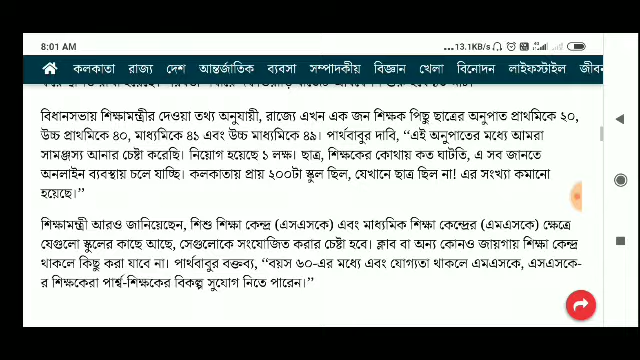 8:01 AM
...13.1KB/s
কলকাতা রাজ্য দেশ আন্তর্জাতিক ব্যবসা সম্পাদকীয় বিজ্ঞান খেলা বিনোদন লাইফস্টাইল জীবন
বিধানসভায় শিক্ষামন্ত্রীর দেওয়া তথ্য অনুযায়ী, রাজ্যে এখন এক জন শিক্ষক পিছু ছাত্রের অনুপাত প্রাথমিকে ২০,
উচ্চ প্রাথমিকে ৪০, মাধ্যমিকে ৪১ এবং উচ্চ মাধ্যমিকে ৪৯। পার্থবাবুর দাবি, ‘‘এই অনুপাতের মধ্যে আমরা
সামঞ্জস্য আনার চেষ্টা করেছি। নিয়োগ হয়েছে ১ লক্ষ। ছাত্র, শিক্ষকের কোথায় কত ঘাটতি, এ সব জানতে
অনলাইন ব্যবস্থায় চলে যাচ্ছি। কলকাতায় প্রায় ২০০টা স্কুল ছিল, যেখানে ছাত্র ছিল না! এর সংখ্যা কমানো
হয়েছে।’’
শিক্ষামন্ত্রী আরও জানিয়েছেন, শিশু শিক্ষা কেন্দ্র (এসএসকে) এবং মাধ্যমিক শিক্ষা কেন্দ্রের (এমএসকে) ক্ষেত্রে
যেগুলো স্কুলের কাছে আছে, সেগুলোকে সংযোজিত করার চেষ্টা হবে। ক্লাব বা অন্য কোনও জায়গায় শিক্ষা কেন্দ্র
থাকলে কিছু করা যাবে না। পার্থবাবুর বক্তব্য, ‘‘বয়স ৬০-এর মধ্যে এবং যোগ্যতা থাকলে এমএসকে, এসএসকে-
র শিক্ষকেরা পার্শ্ব-শিক্ষকের বিকল্প সুযোগ নিতে পারেন।’’